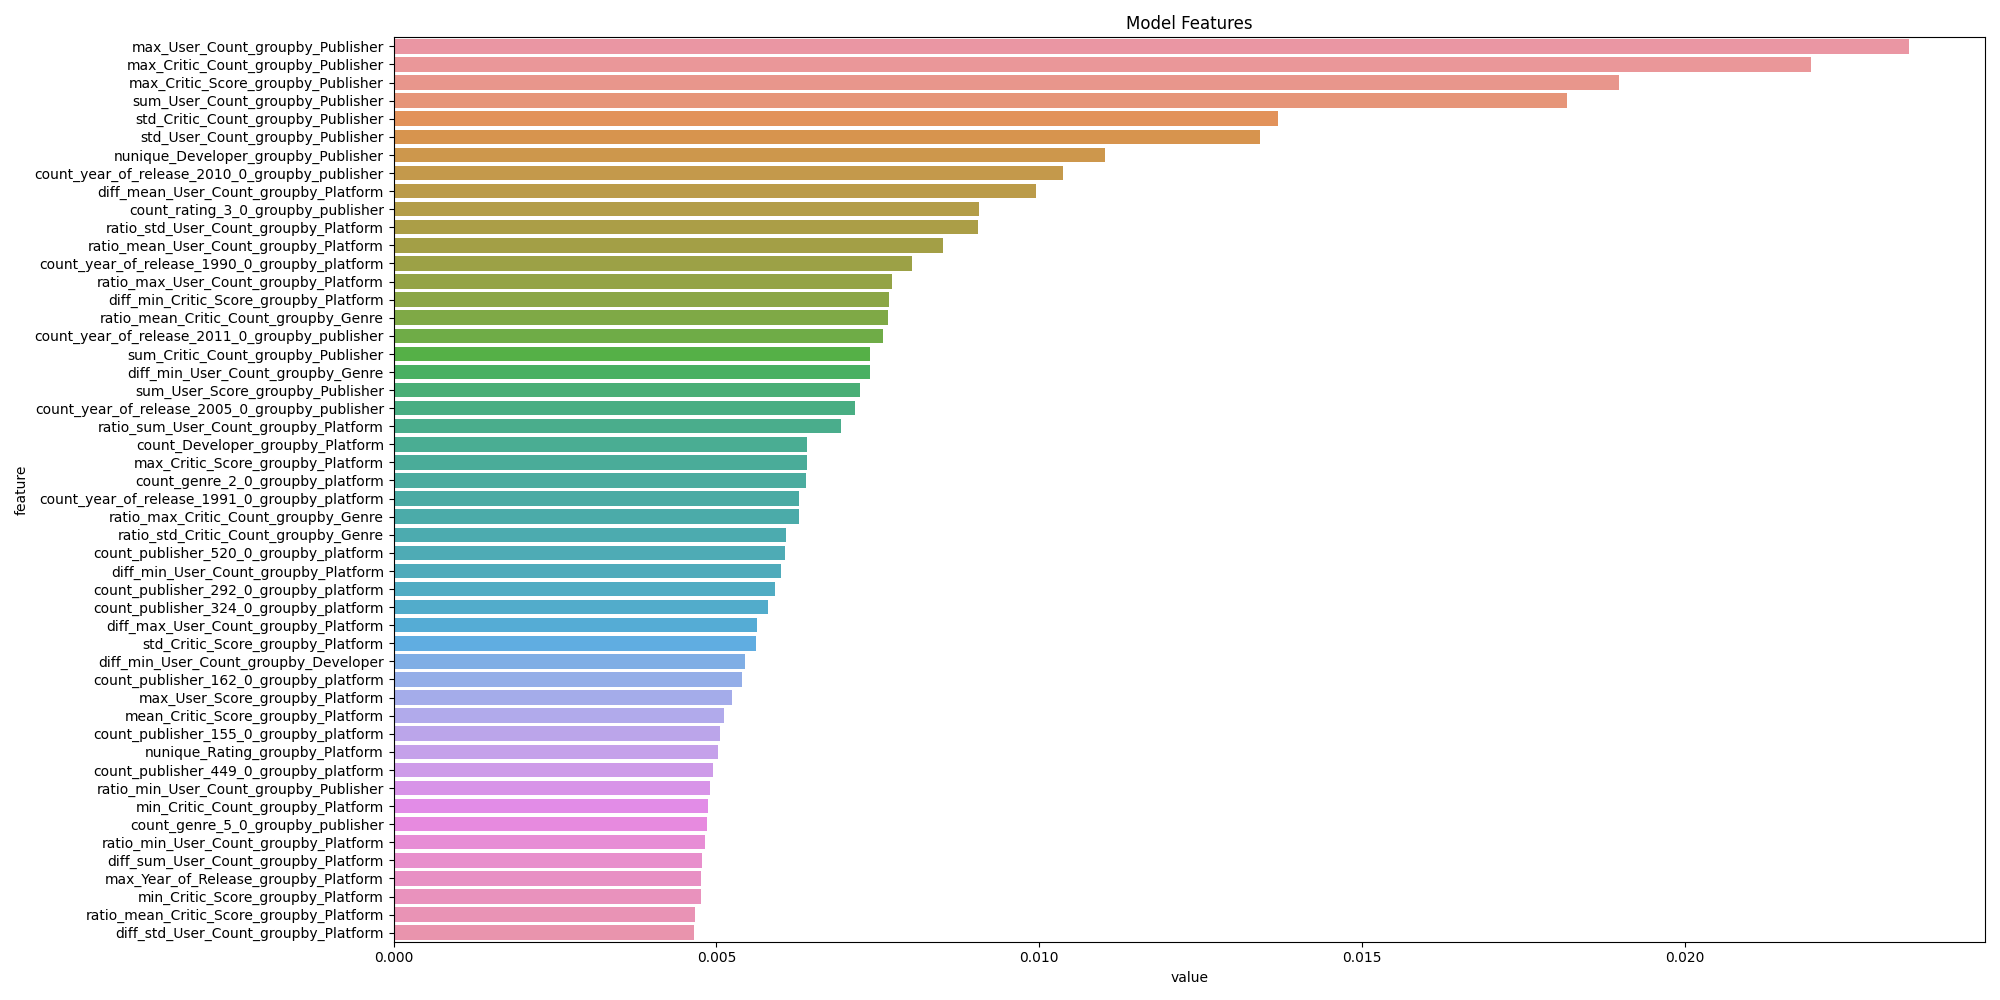 Model Features
max_User_Count_groupby_Publisher
max_Critic_Count_groupby_Publisher
max_Critic_Score_groupby_Publisher
sum_User_Count_groupby_Publisher
std_Critic_Count_groupby_Publisher
std_User_Count_groupby_Publisher
nunique_Developer_groupby_Publisher
count_year_of_release_2010_0_groupby_publisher
diff_mean_User_Count_groupby_Platform
count_rating_3_0_groupby_publisher
ratio_std_User_Count_groupby_Platform
ratio_mean_User_Count_groupby_Platform
count_year_of_release_1990_0_groupby_platform
ratio_max_User_Count_groupby_Platform
diff_min_Critic_Score_groupby_Platform
ratio_mean_Critic_Count_groupby_Genre
count_year_of_release_2011_0_groupby_publisher
sum_Critic_Count_groupby_Publisher
diff_min_User_Count_groupby_Genre
sum_User_Score_groupby_Publisher
count_year_of_release_2005_0_groupby_publisher
ratio_sum_User_Count_groupby_Platform
count_Developer_groupby_Platform
max_Critic_Score_groupby_Platform
count_genre_2_0_groupby_platform
count_year_of_release_1991_0_groupby_platform
ratio_max_Critic_Count_groupby_Genre
ratio_std_Critic_Count_groupby_Genre
count_publisher_520_0_groupby_platform
diff_min_User_Count_groupby_Platform
count_publisher_292_0_groupby_platform
count_publisher_324_0_groupby_platform
diff_max_User_Count_groupby_Platform
std_Critic_Score_groupby_Platform
diff_min_User_Count_groupby_Developer
count_publisher_162_0_groupby_platform
max_User_Score_groupby_Platform
mean_Critic_Score_groupby_Platform
count_publisher_155_0_groupby_platform
nunique_Rating_groupby_Platform
count_publisher_449_0_groupby_platform
ratio_min_User_Count_groupby_Publisher
min_Critic_Count_groupby_Platform
count_genre_5_0_groupby_publisher
ratio_min_User_Count_groupby_Platform
diff_sum_User_Count_groupby_Platform
max_Year_of_Release_groupby_Platform
min_Critic_Score_groupby_Platform
ratio_mean_Critic_Score_groupby_Platform
diff_std_User_Count_groupby_Platform
feature
0.000 0.005 0.010 0.015 0.020
value